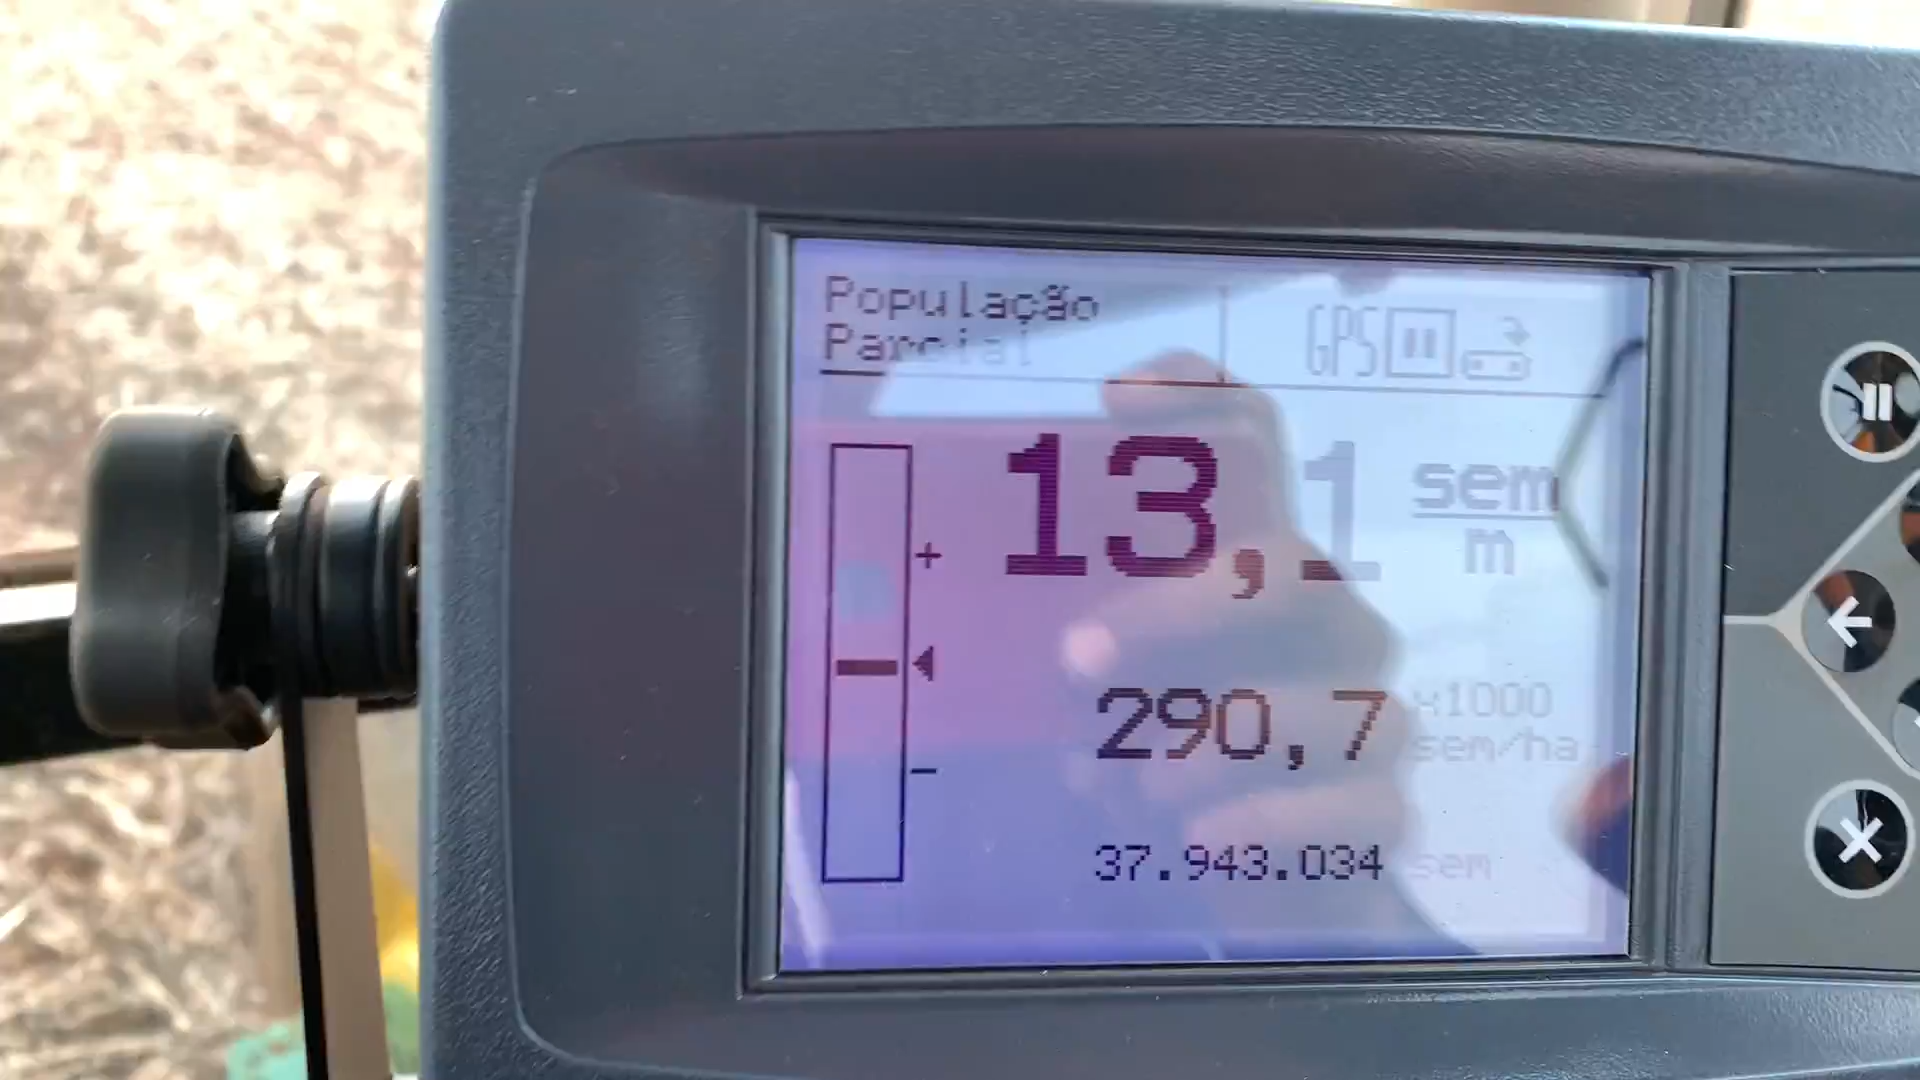 População
Parcial
GPS
+
13,1 sem
m
290,7 x1000
sem/ha
-
37.943.034 sem